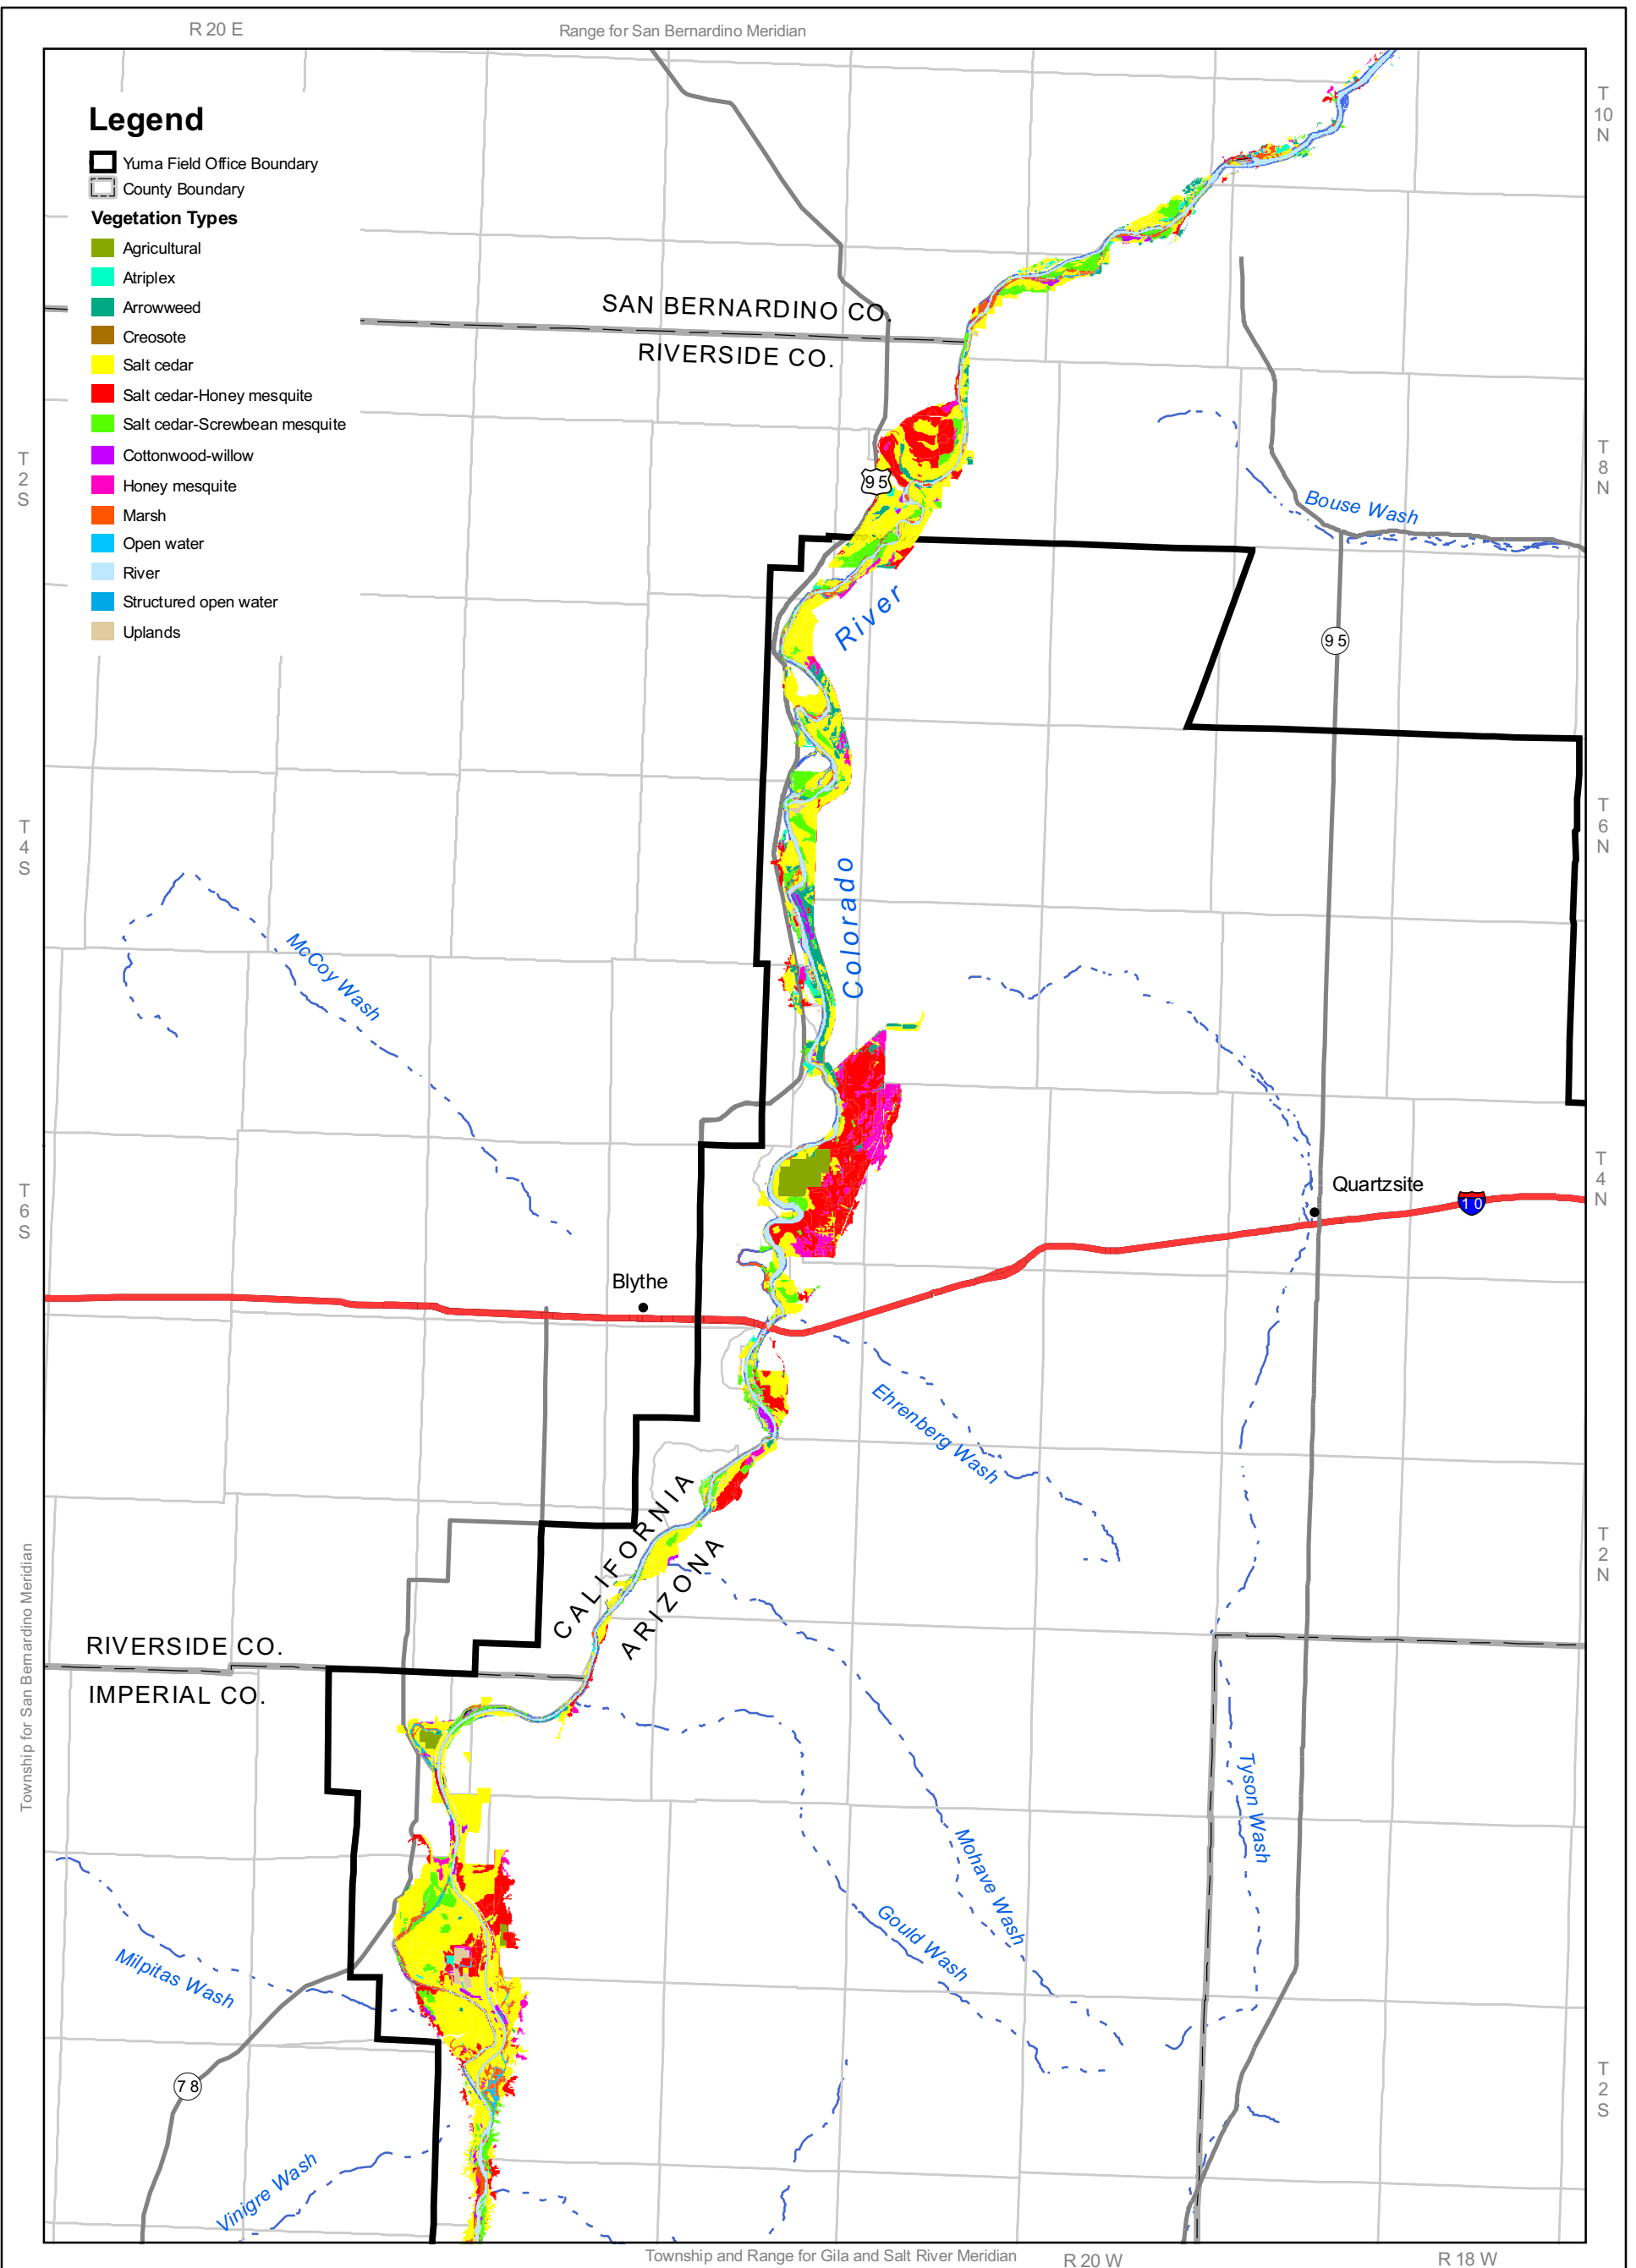 R 20 E
Range for San Bernardino Meridian
T
10
N
Legend
Yuma Field Office Boundary
County Boundary
Vegetation Types
Agricultural
Atriplex
Arrowweed
Creosote
Salt cedar
Salt cedar-Honey mesquite
Salt cedar-Screwbean mesquite
Cottonwood-willow
Honey mesquite
Marsh
Open water
River
Structured open water
Uplands
SAN BERNARDINO CO.
RIVERSIDE CO.
T
2
S
95
T
8
N
Bouse Wash
River
95
T
4
S
T
6
N
Colorado
McCoy Wash
T
6
S
T
4
N
Quartzsite
10
Blythe
Ehrenberg Wash
CALIFORNIA
ARIZONA
T
2
N
Township for San Bernardino Meridian
RIVERSIDE CO.
IMPERIAL CO.
Tyson Wash
Mohave Wash
Gould Wash
Milpitas Wash
78
T
2
S
Vinigre Wash
Township and Range for Gila and Salt River Meridian
R 20 W
R 18 W